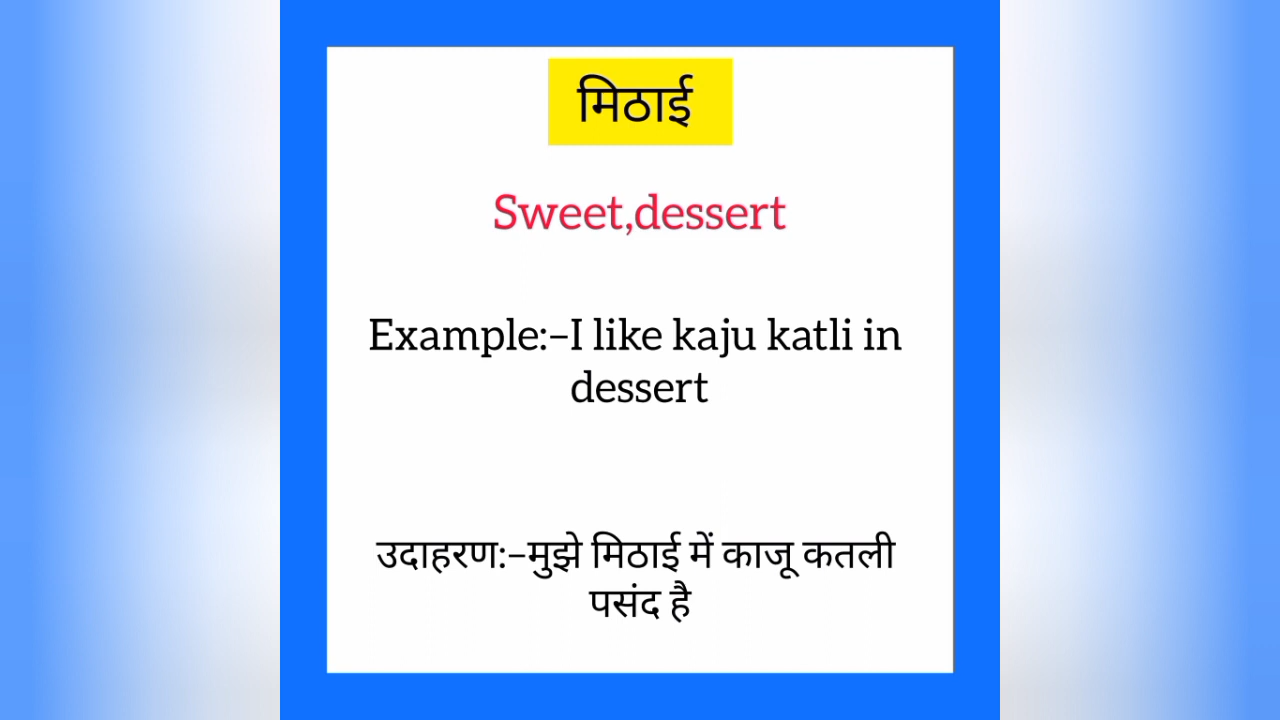 मिठाई
Sweet,dessert
Example:–I like kaju katli in
dessert
उदाहरण:–मुझे मिठाई में काजू कतली
पसंद है